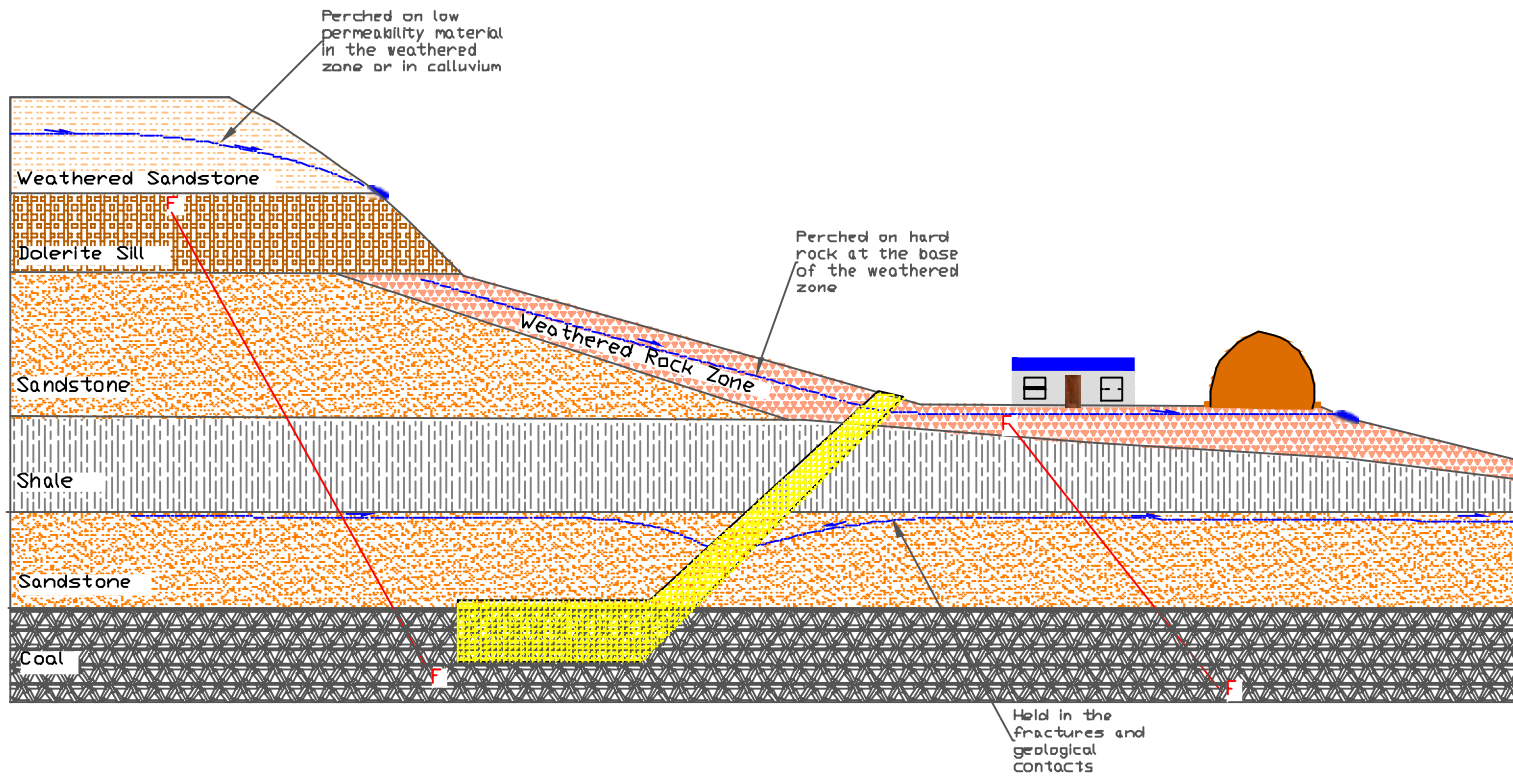 Perched on low
permeability material
in the weathered
zone or in colluvium
Weathered Sandstone
F
Dolerite Sill
Perched on hard
rock at the base
of the weathered
zone
Weathered Rock Zone
Sandstone
F
Shale
Sandstone
Coal
F
F
Held in the
fractures and
geological
contacts